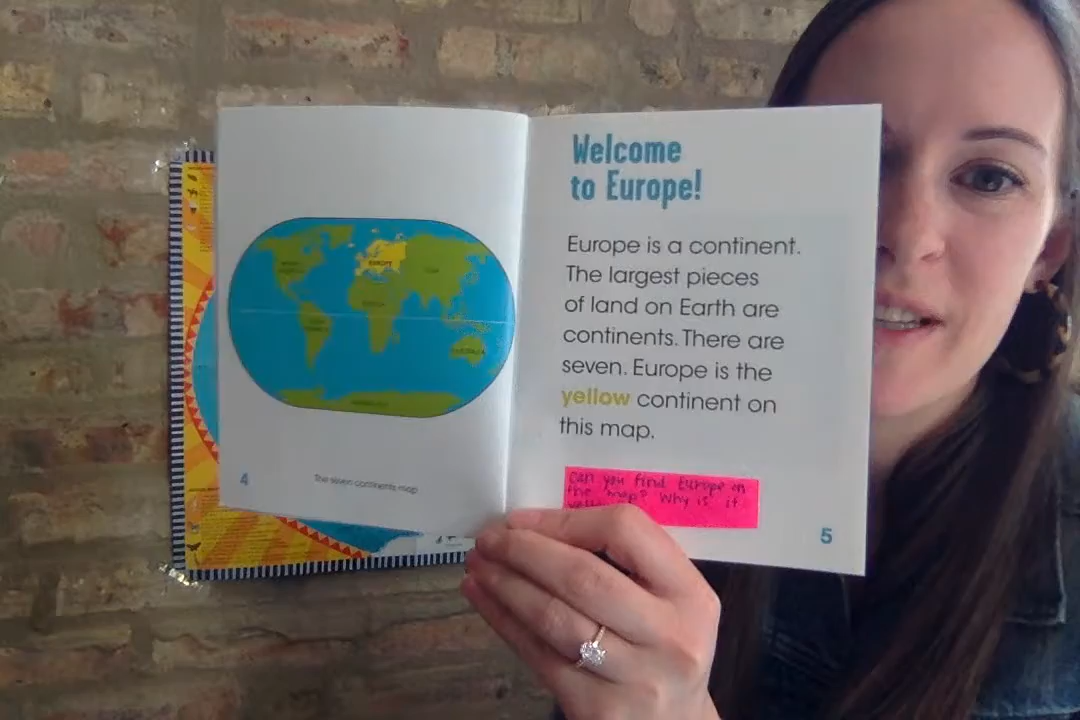 EUROPE
4
The seven continents map
Welcome
to Europe!
Europe is a continent.
The largest pieces
of land on Earth are
continents. There are
seven. Europe is the
yellow continent on
this map.
Can you find Europe on
the map? Why is it
5